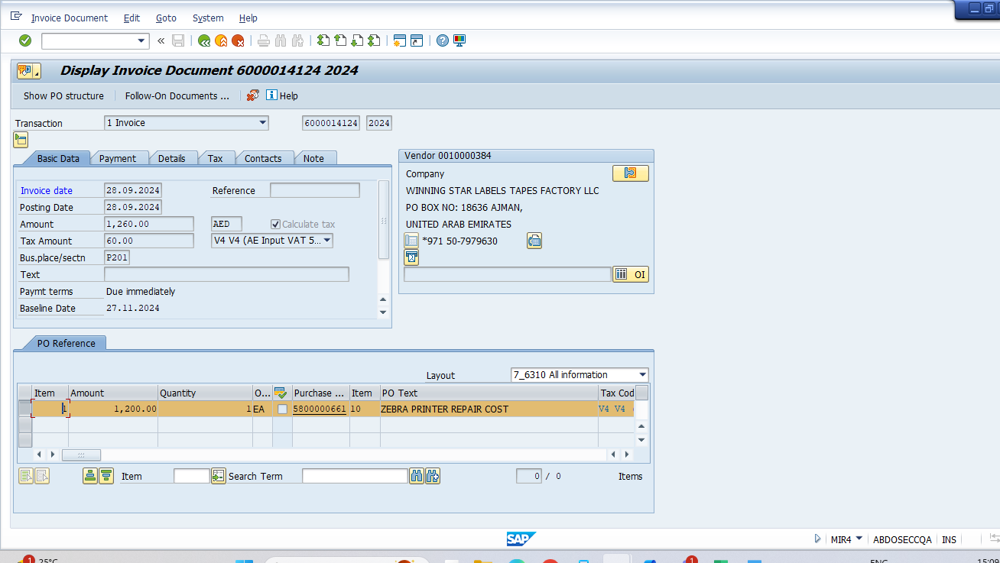 Invoice Document Edit Goto System Help
Display Invoice Document 6000014124 2024
Show PO structure Follow-On Documents ... Help
Transaction 1 Invoice 6000014124 2024
Basic Data Payment Details Tax Contacts Note
Invoice date 28.09.2024 Reference
Posting Date 28.09.2024
Amount 1,260.00 AED Calculate tax
Tax Amount 60.00 V4 V4 (AE Input VAT 5...
Bus.place/sectn P201
Text
Paymt terms Due immediately
Baseline Date 27.11.2024
Vendor 0010000384
Company
WINNING STAR LABELS TAPES FACTORY LLC
PO BOX NO: 18636 AJMAN,
UNITED ARAB EMIRATES
*971 50-7979630
OI
PO Reference
Layout 7_6310 All information
Item Amount Quantity O... Purchase ... Item PO Text Tax Cod
1 1,200.00 1 EA 5800000661 10 ZEBRA PRINTER REPAIR COST V4 V4
Item Search Term 0 / 0 Items
SAP MIR4 ABDOSECCQA INS
1 25°C 1 ENG 15:09